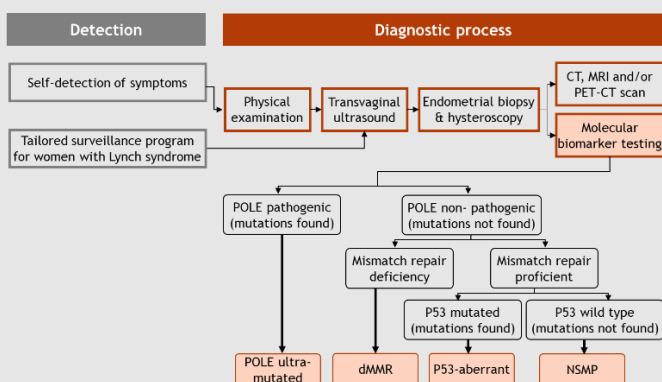 Detection
Diagnostic process
Self-detection of symptoms
Physical
examination
Transvaginal
ultrasound
Endometrial biopsy
& hysteroscopy
CT, MRI and/or
PET-CT scan
Molecular
biomarker testing
Tailored surveillance program
for women with Lynch syndrome
POLE pathogenic
(mutations found)
POLE non- pathogenic
(mutations not found)
Mismatch repair
deficiency
Mismatch repair
proficient
P53 mutated
(mutations found)
P53 wild type
(mutations not found)
POLE ultra-
mutated
dMMR
P53-aberrant
NSMP